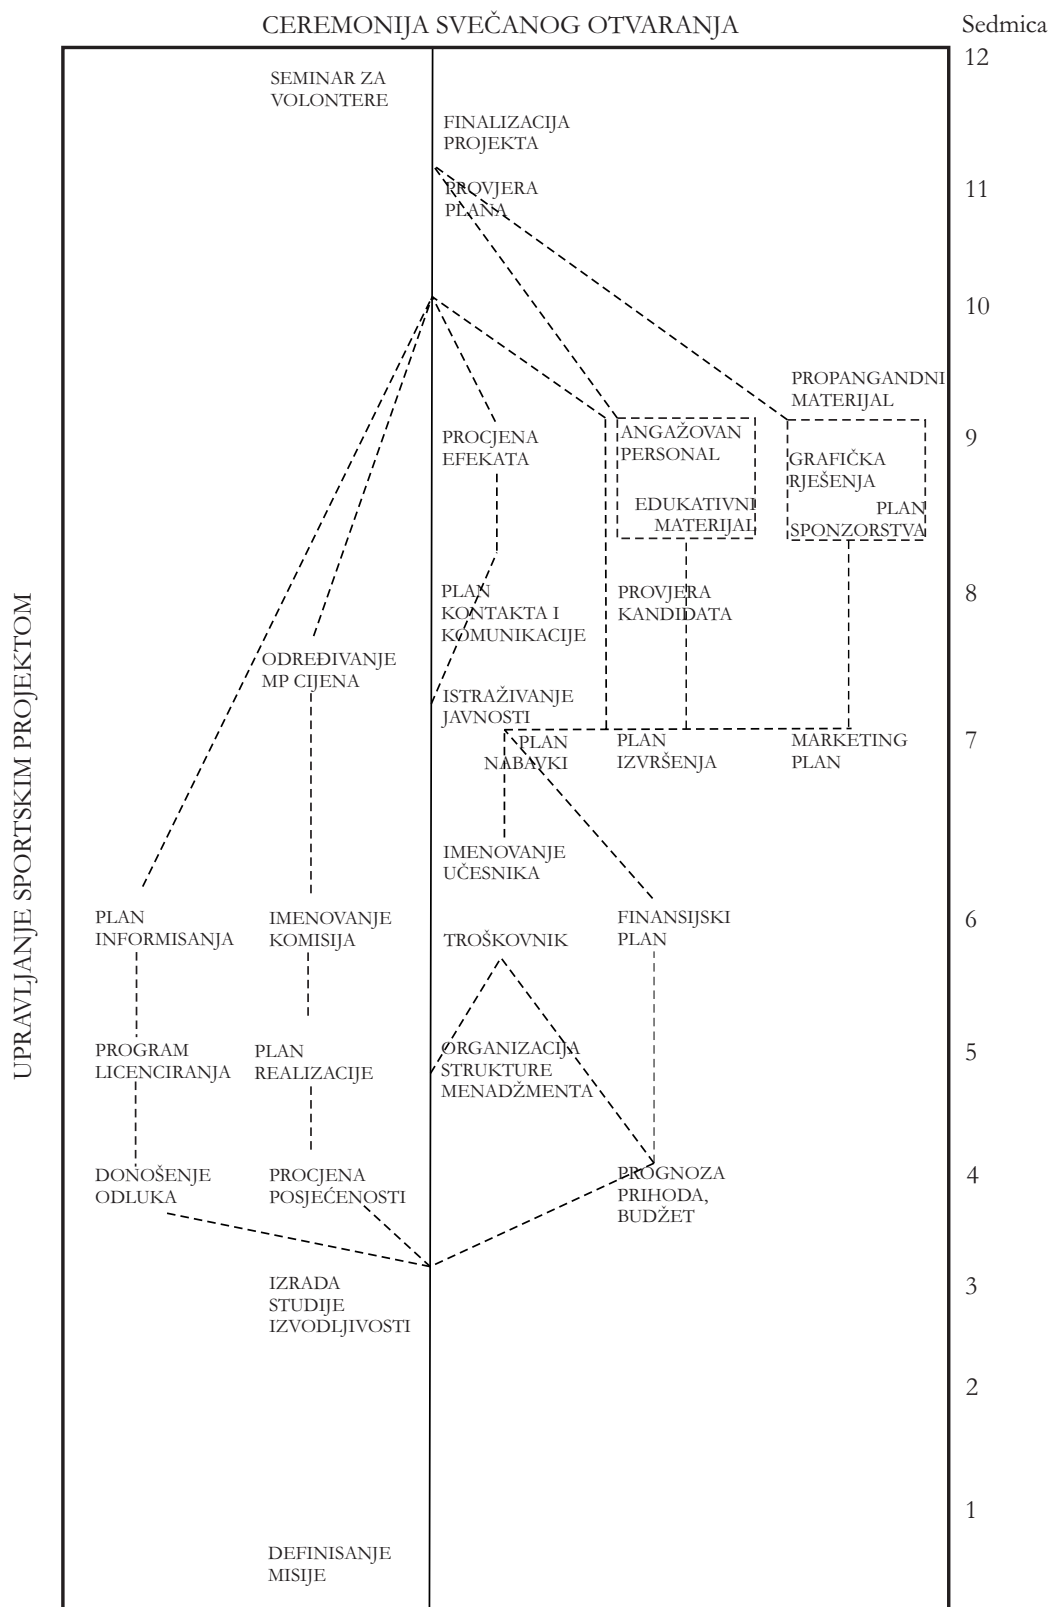 CEREMONIJA SVEČANOG OTVARANJA
Sedmica
12
SEMINAR ZA
VOLONTERE
FINALIZACIJA
PROJEKTA
PROVJERA
PLANA
11
10
PROPANGANDNI
MATERIJAL
PROCJENA
EFEKATA
ANGAŽOVAN
PERSONAL
EDUKATIVNI
MATERIJAL
GRAFIČKA
RJEŠENJA
PLAN
SPONZORSTVA
9
PLAN
KONTAKTA I
KOMUNIKACIJE
PROVJERA
KANDIDATA
8
ODREĐIVANJE
MP CIJENA
ISTRAŽIVANJE
JAVNOSTI
PLAN
NABAVKI
PLAN
IZVRŠENJA
MARKETING
PLAN
7
IMENOVANJE
UČESNIKA
PLAN
INFORMISANJA
IMENOVANJE
KOMISIJA
TROŠKOVNIK
FINANSIJSKI
PLAN
6
PROGRAM
LICENCIRANJA
PLAN
REALIZACIJE
ORGANIZACIJA
STRUKTURE
MENADŽMENTA
5
DONOŠENJE
ODLUKA
PROCJENA
POSJEĆENOSTI
PROGNOZA
PRIHODA,
BUDŽET
4
IZRADA
STUDIJE
IZVODLJIVOSTI
3
2
1
DEFINISANJE
MISIJE
UPRAVLJANJE SPORTSKIM PROJEKTOM